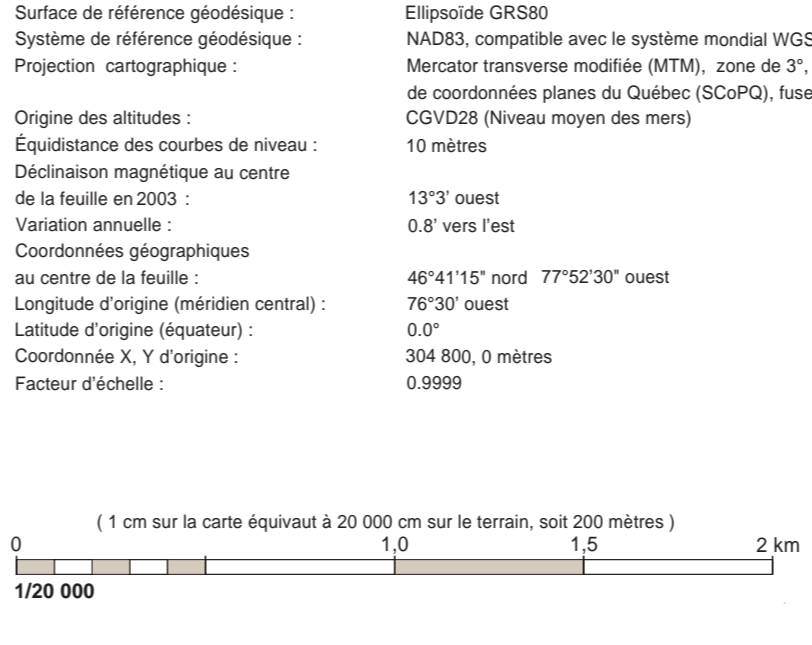 Surface de référence géodésique : Ellipsoïde GRS80
Système de référence géodésique : NAD83, compatible avec le système mondial WGS
Projection cartographique : Mercator transverse modifiée (MTM), zone de 3°,
de coordonnées planes du Québec (SCoPQ), fuse
Origine des altitudes : CGVD28 (Niveau moyen des mers)
Équidistance des courbes de niveau : 10 mètres
Déclinaison magnétique au centre
de la feuille en 2003 : 13°3' ouest
Variation annuelle : 0.8' vers l'est
Coordonnées géographiques
au centre de la feuille : 46°41'15" nord 77°52'30" ouest
Longitude d'origine (méridien central) : 76°30' ouest
Latitude d'origine (équateur) : 0.0°
Coordonnée X, Y d'origine : 304 800, 0 mètres
Facteur d'échelle : 0.9999
( 1 cm sur la carte équivaut à 20 000 cm sur le terrain, soit 200 mètres )
0 1,0 1,5 2 km
1/20 000